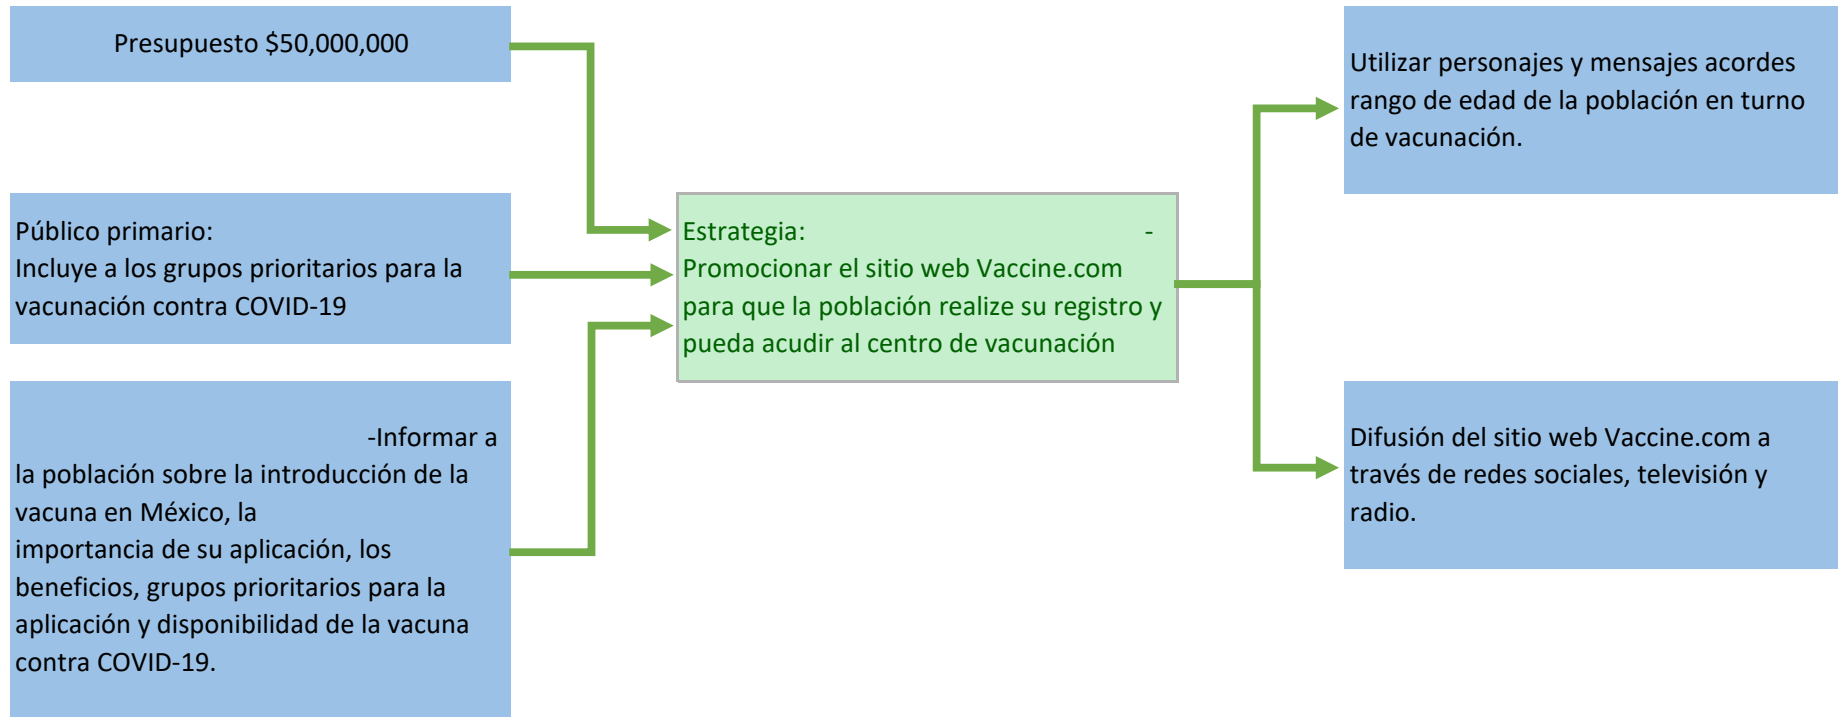 Presupuesto $50,000,000
Público primario:
Incluye a los grupos prioritarios para la
vacunación contra COVID-19
-Informar a
la población sobre la introducción de la
vacuna en México, la
importancia de su aplicación, los
beneficios, grupos prioritarios para la
aplicación y disponibilidad de la vacuna
contra COVID-19.
Estrategia: -
Promocionar el sitio web Vaccine.com
para que la población realize su registro y
pueda acudir al centro de vacunación
Utilizar personajes y mensajes acordes
rango de edad de la población en turno
de vacunación.
Difusión del sitio web Vaccine.com a
través de redes sociales, televisión y
radio.